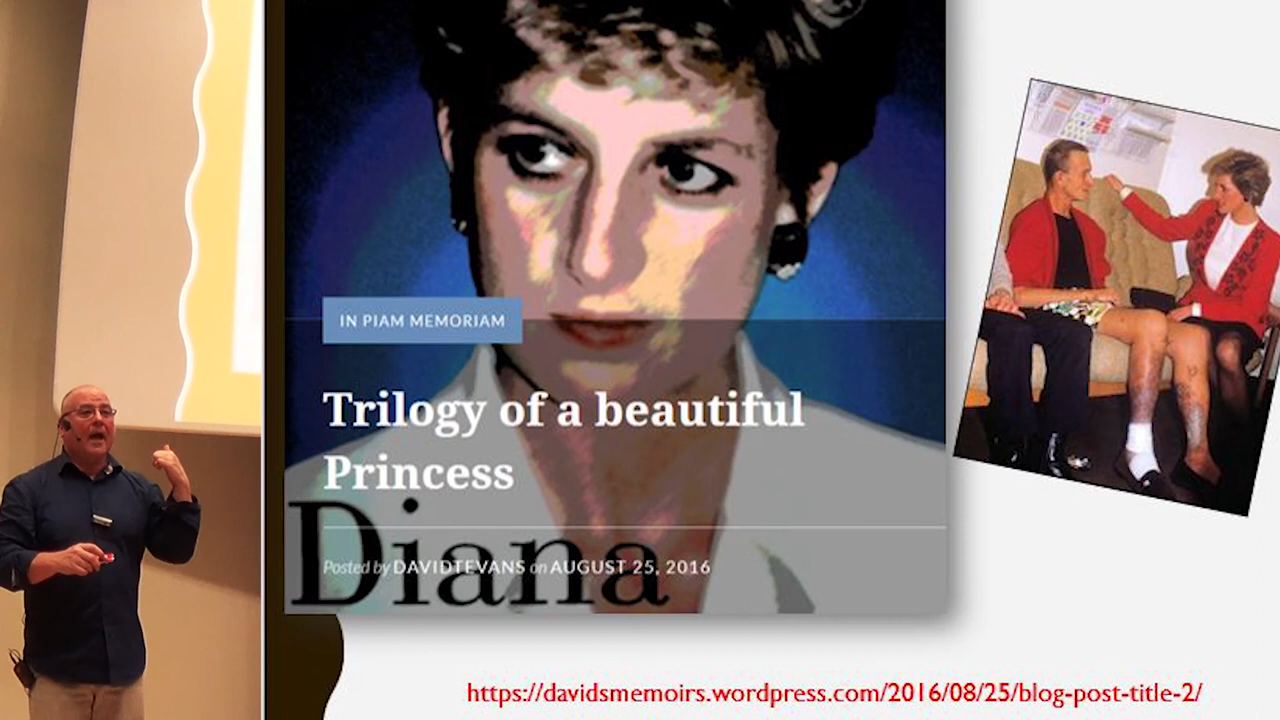 IN PIAM MEMORIAM
Trilogy of a beautiful
Princess
Diana
Posted by DAVIDTEVANS on AUGUST 25, 2016
https://davidsmemoirs.wordpress.com/2016/08/25/blog-post-title-2/